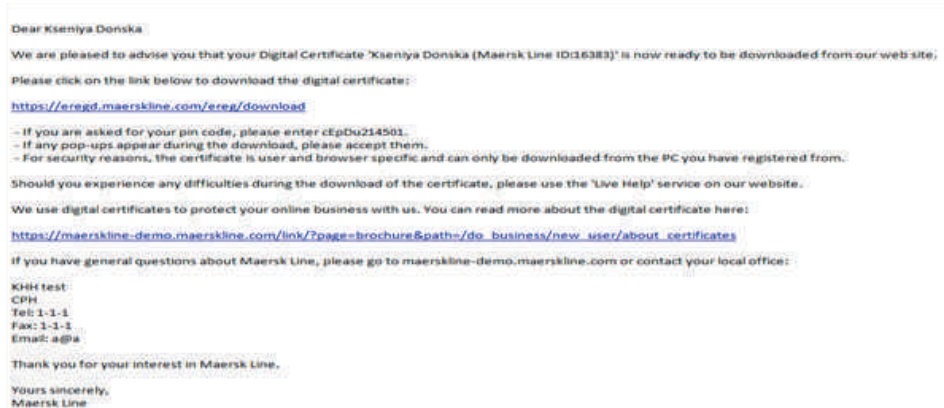 Dear Kseniya Donska
We are pleased to advise you that your Digital Certificate 'Kseniya Donska (Maersk Line ID:16383)' is now ready to be downloaded from our web site.
Please click on the link below to download the digital certificate:
https://eregd.maerskline.com/ereg/download
- If you are asked for your pin code, please enter cEpDu214501.
- If any pop-ups appear during the download, please accept them.
- For security reasons, the certificate is user and browser specific and can only be downloaded from the PC you have registered from.
Should you experience any difficulties during the download of the certificate, please use the 'Live Help' service on our website.
We use digital certificates to protect your online business with us. You can read more about the digital certificate here:
https://maerskline-demo.maerskline.com/link/?page=brochure&path=/do_business/new_user/about_certificates
If you have general questions about Maersk Line, please go to maerskline-demo.maerskline.com or contact your local office:
KHH test
CPH
Tel: 1-1-1
Fax: 1-1-1
Email: a@a
Thank you for your interest in Maersk Line.
Yours sincerely,
Maersk Line